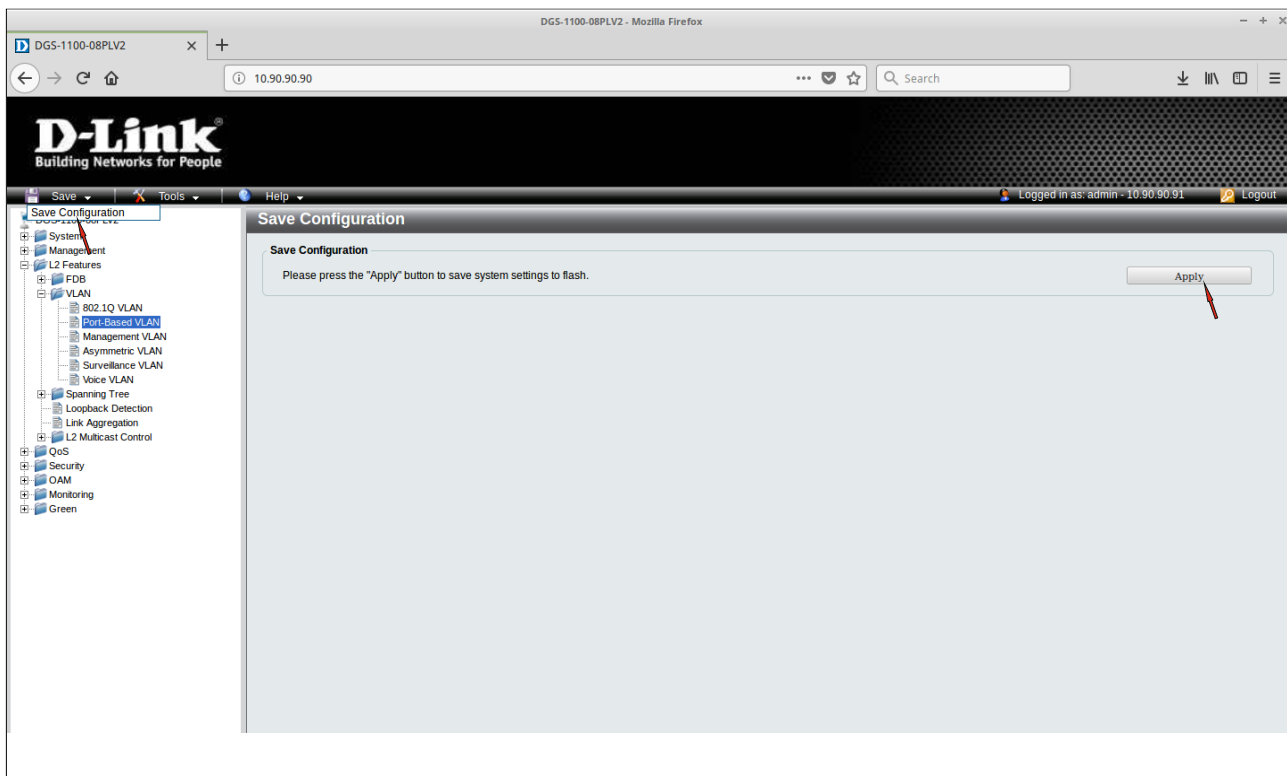 DGS-1100-08PLV2 - Mozilla Firefox
DGS-1100-08PLV2
10.90.90.90
Search
D-Link®
Building Networks for People
Save
Tools
Help
Logged in as: admin - 10.90.90.91
Logout
Save Configuration
DGS-1100-08PLV2
System
Management
L2 Features
FDB
VLAN
802.1Q VLAN
Port-Based VLAN
Management VLAN
Asymmetric VLAN
Surveillance VLAN
Voice VLAN
Spanning Tree
Loopback Detection
Link Aggregation
L2 Multicast Control
QoS
Security
OAM
Monitoring
Green
Save Configuration
Save Configuration
Please press the "Apply" button to save system settings to flash.
Apply